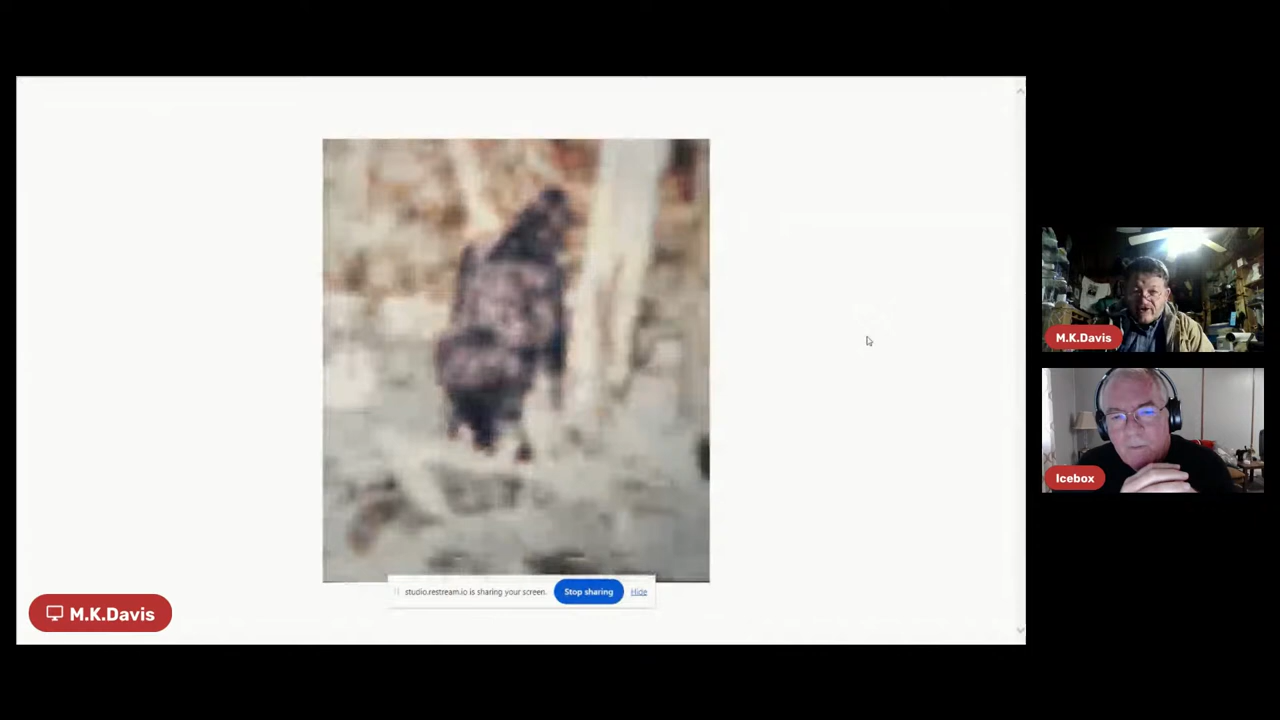 M.K.Davis
Icebox
studio.restream.io is sharing your screen.
Stop sharing
Hide
M.K.Davis